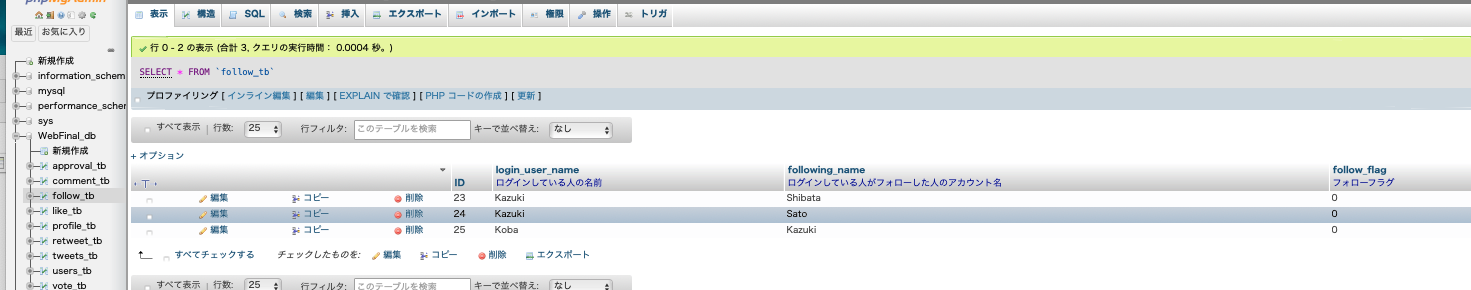 phpMyAdmin
最近 お気に入り
新規作成
information_schem
mysql
performance_schem
sys
WebFinal_db
新規作成
approval_tb
comment_tb
follow_tb
like_tb
profile_tb
retweet_tb
tweets_tb
users_tb
vote_tb
表示 構造 SQL 検索 挿入 エクスポート インポート 権限 操作 トリガ
行 0 - 2 の表示 (合計 3, クエリの実行時間： 0.0004 秒。)
SELECT * FROM `follow_tb`
プロファイリング [ インライン編集 ] [ 編集 ] [ EXPLAIN で確認 ] [ PHP コードの作成 ] [ 更新 ]
すべて表示 | 行数: 25 行フィルタ: このテーブルを検索 キーで並べ替え: なし
+ オプション
←T→ ID login_user_name following_name follow_flag
ログインしている人の名前 ログインしている人がフォローした人のアカウント名 フォローフラグ
編集 コピー 削除 23 Kazuki Shibata 0
編集 コピー 削除 24 Kazuki Sato 0
編集 コピー 削除 25 Koba Kazuki 0
すべてチェックする チェックしたものを: 編集 コピー 削除 エクスポート
すべて表示 | 行数: 25 行フィルタ: このテーブルを検索 キーで並べ替え: なし